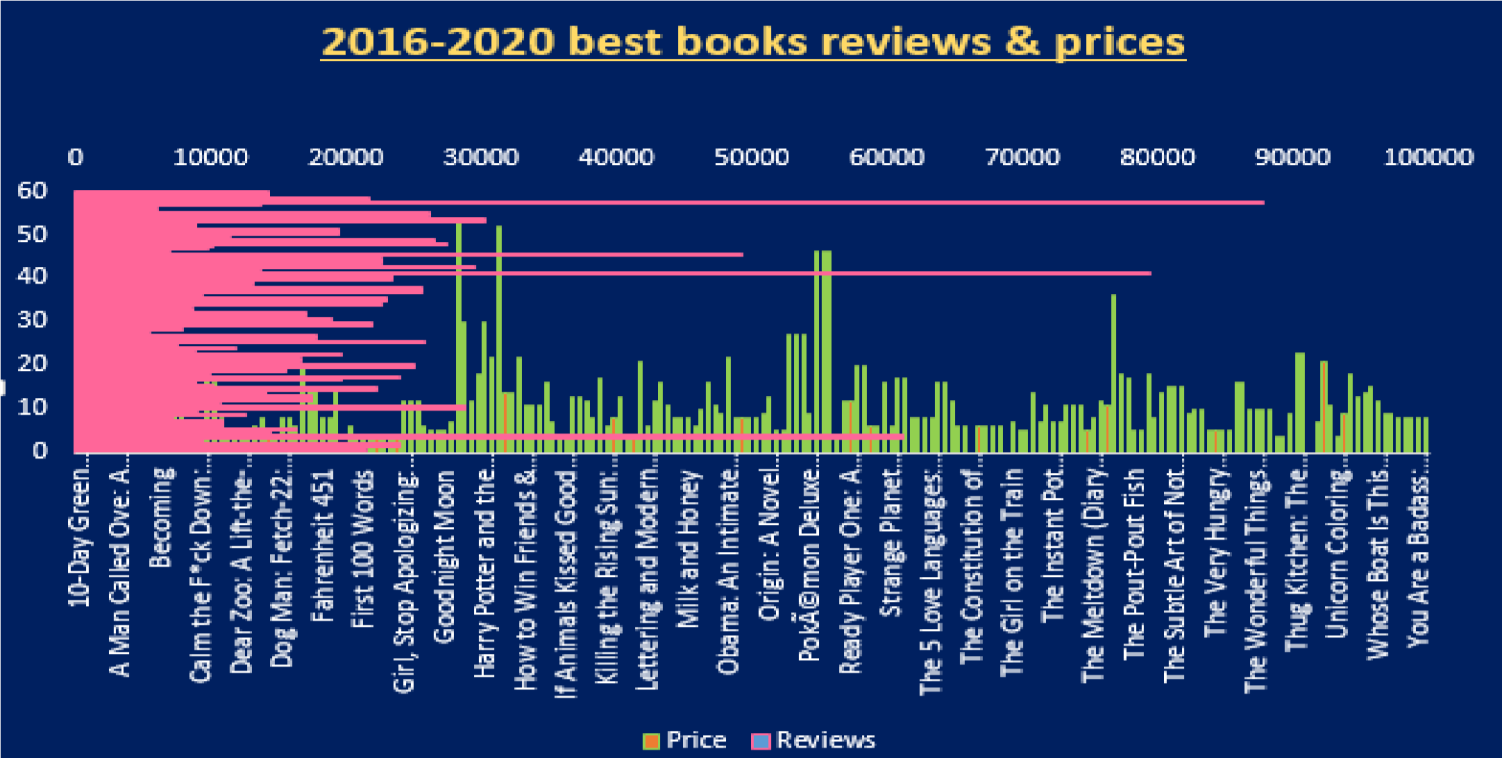 2016-2020 best books reviews & prices
0 10000 20000 30000 40000 50000 60000 70000 80000 90000 100000
60
50
40
30
20
10
0
10-Day Green...
A Man Called Ove: A...
Becoming
Calm the F*ck Down:...
Dear Zoo: A Lift-the-...
Dog Man: Fetch-22:...
Fahrenheit 451
First 100 Words
Girl, Stop Apologizing:...
Goodnight Moon
Harry Potter and the...
How to Win Friends &...
If Animals Kissed Good...
Killing the Rising Sun:...
Lettering and Modern...
Milk and Honey
Obama: An Intimate...
Origin: A Novel...
PokÃ©mon Deluxe...
Ready Player One: A...
Strange Planet...
The 5 Love Languages:...
The Constitution of...
The Girl on the Train
The Instant Pot...
The Meltdown (Diary...
The Pout-Pout Fish
The Subtle Art of Not...
The Very Hungry...
The Wonderful Things...
Thug Kitchen: The...
Unicorn Coloring...
Whose Boat Is This...
You Are a Badass:...
Price Reviews